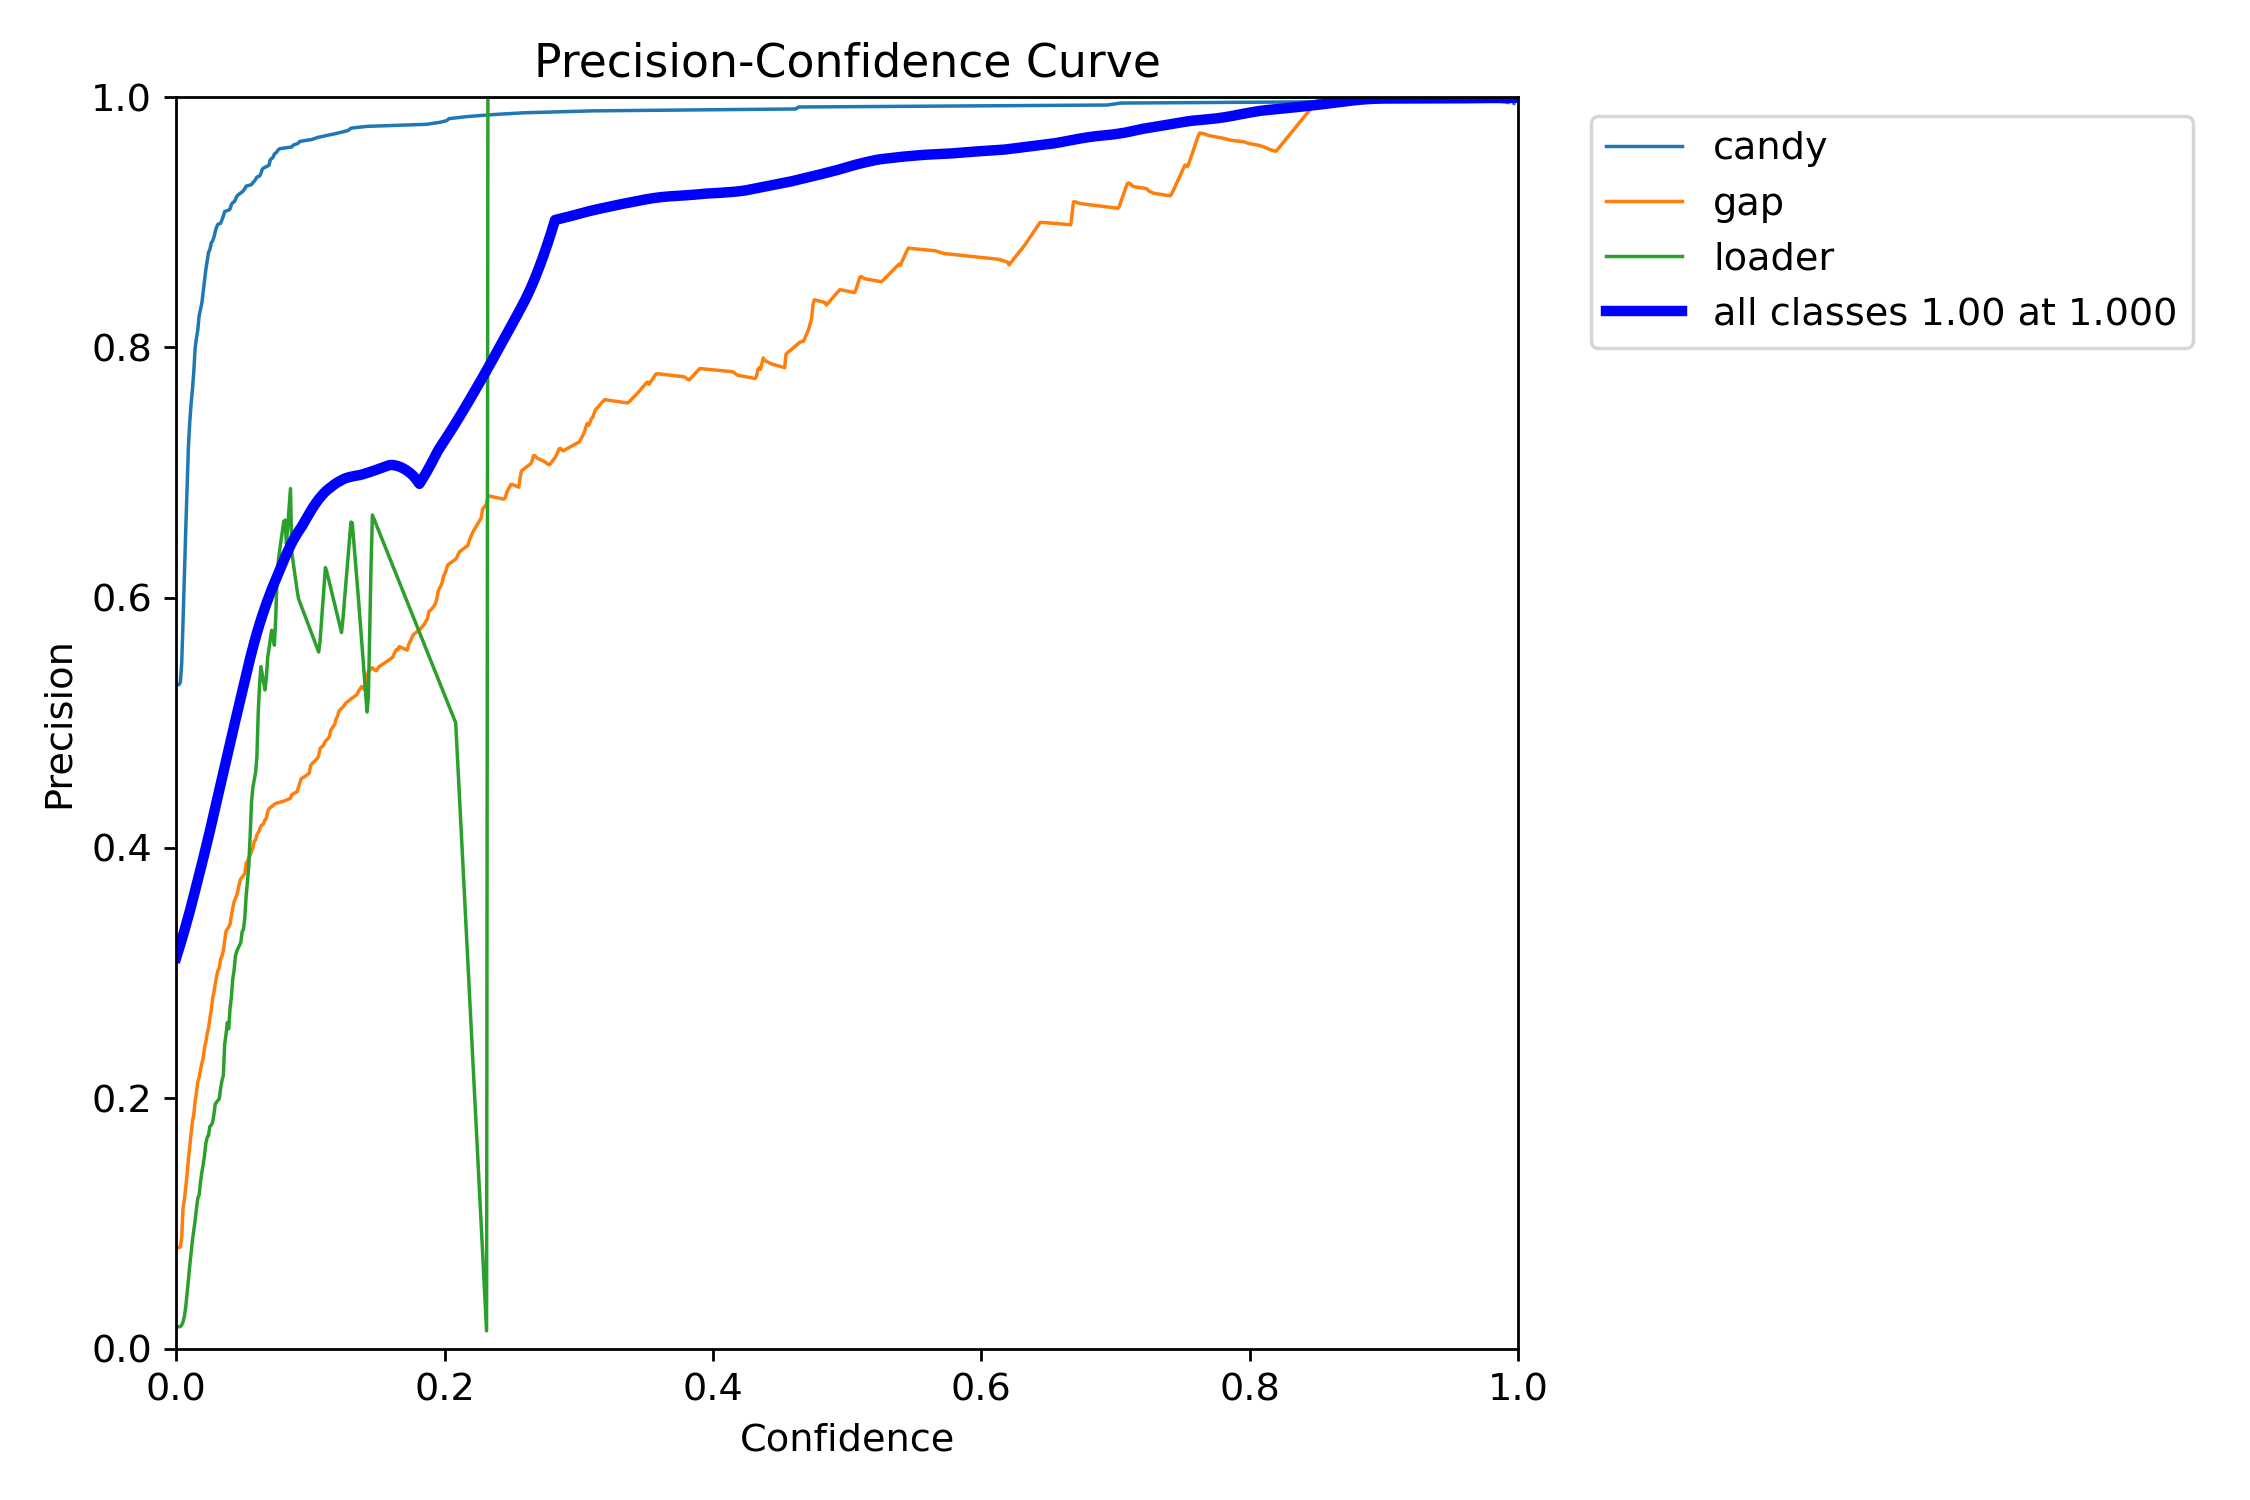 Precision-Confidence Curve
1.0
0.8
0.6
0.4
0.2
0.0
Precision
0.0 0.2 0.4 0.6 0.8 1.0
Confidence
candy
gap
loader
all classes 1.00 at 1.000